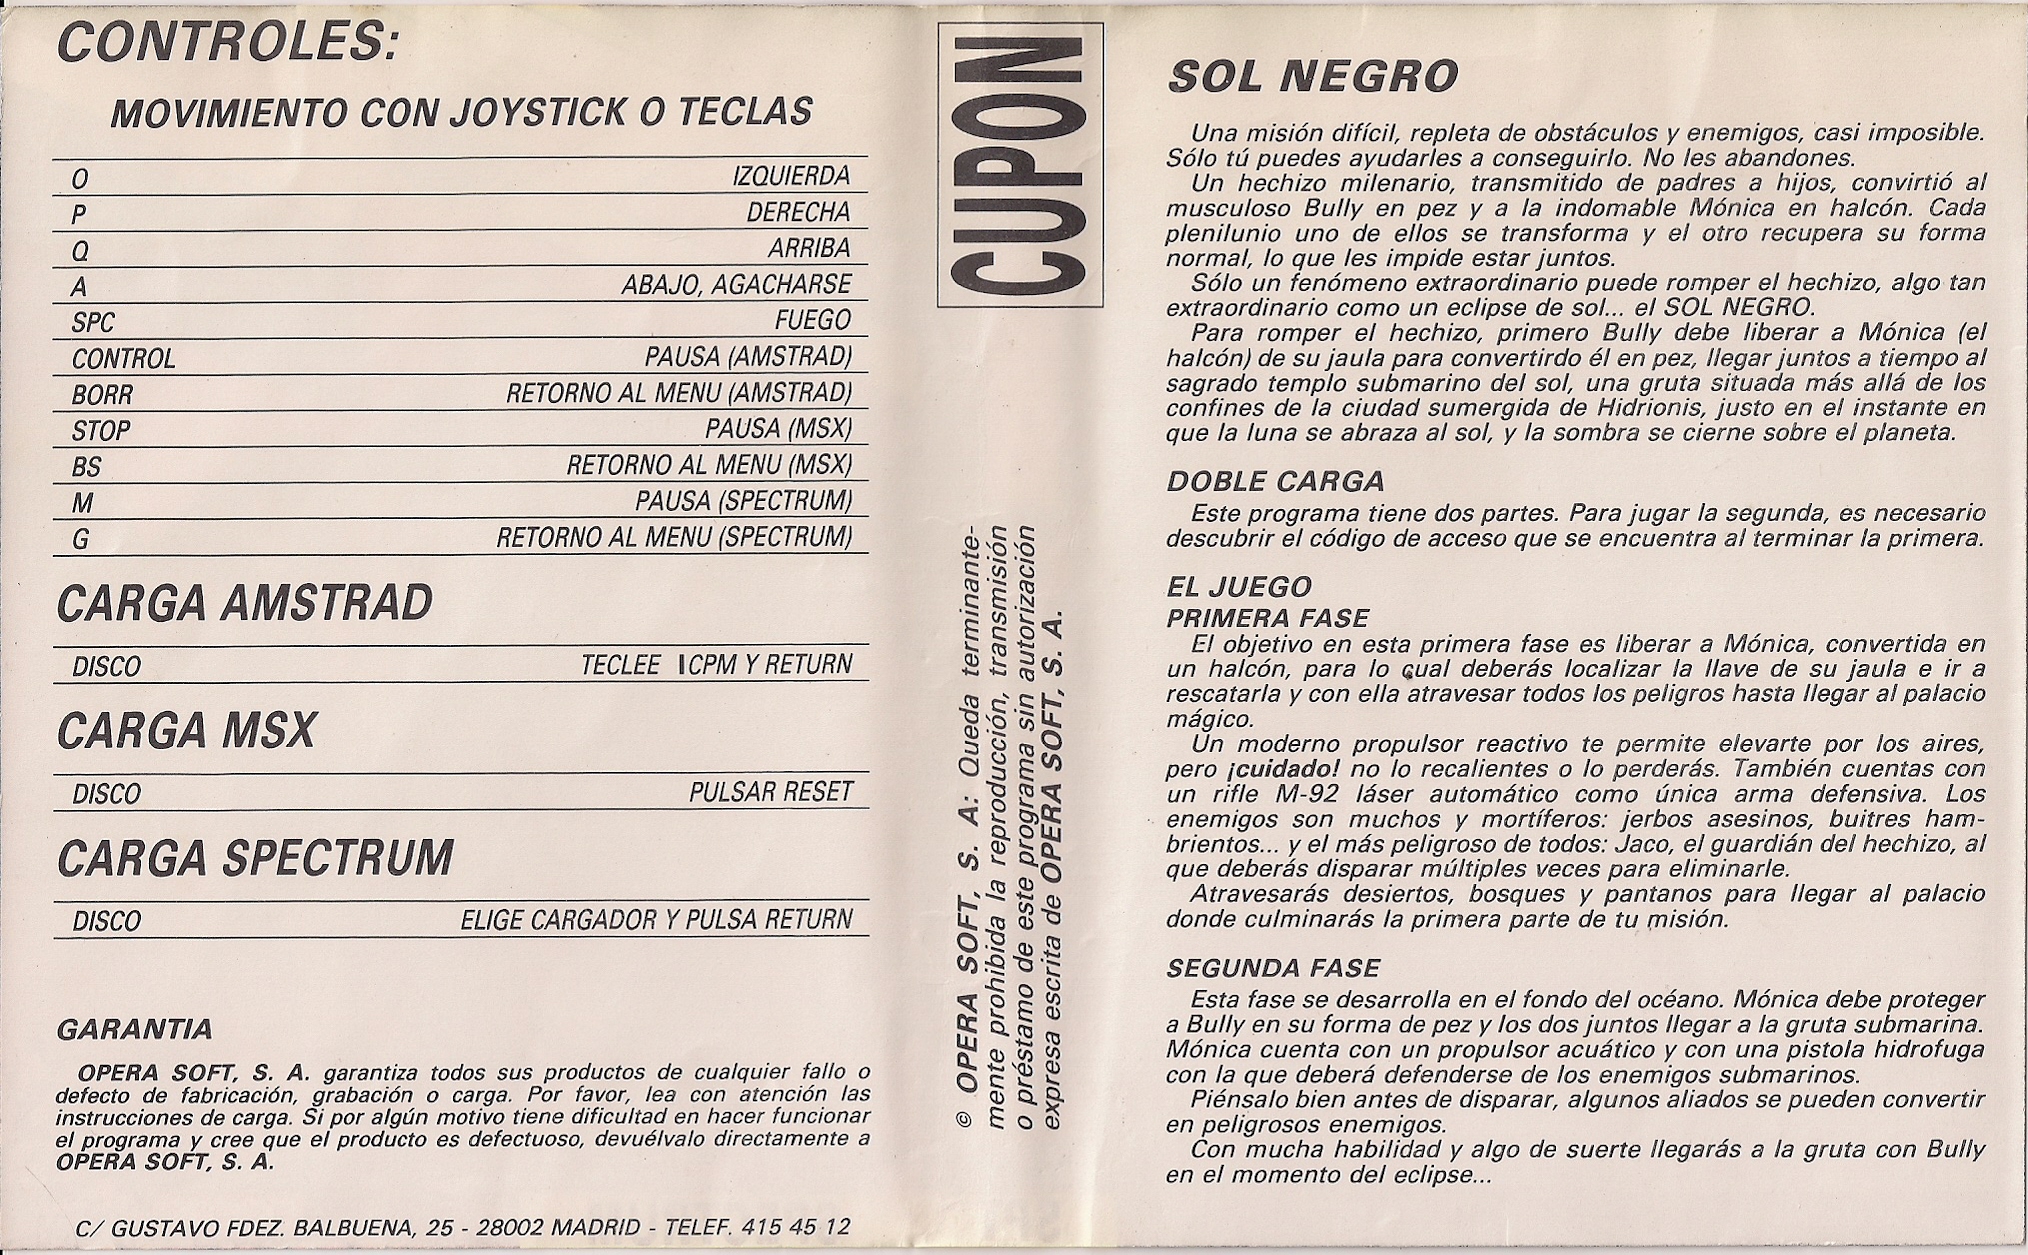 CONTROLES:
MOVIMIENTO CON JOYSTICK O TECLAS
O IZQUIERDA
P DERECHA
Q ARRIBA
A ABAJO, AGACHARSE
SPC FUEGO
CONTROL PAUSA (AMSTRAD)
BORR RETORNO AL MENU (AMSTRAD)
STOP PAUSA (MSX)
BS RETORNO AL MENU (MSX)
M PAUSA (SPECTRUM)
G RETORNO AL MENU (SPECTRUM)
CARGA AMSTRAD
DISCO TECLEE |CPM Y RETURN
CARGA MSX
DISCO PULSAR RESET
CARGA SPECTRUM
DISCO ELIGE CARGADOR Y PULSA RETURN
GARANTIA
OPERA SOFT, S. A. garantiza todos sus productos de cualquier fallo o
defecto de fabricación, grabación o carga. Por favor, lea con atención las
instrucciones de carga. Si por algún motivo tiene dificultad en hacer funcionar
el programa y cree que el producto es defectuoso, devuélvalo directamente a
OPERA SOFT, S. A.
C/ GUSTAVO FDEZ. BALBUENA, 25 - 28002 MADRID - TELEF. 415 45 12
CUPON
© OPERA SOFT, S. A: Queda terminante-
mente prohibida la reproducción, transmisión
o préstamo de este programa sin autorización
expresa escrita de OPERA SOFT, S. A.
SOL NEGRO
Una misión difícil, repleta de obstáculos y enemigos, casi imposible.
Sólo tú puedes ayudarles a conseguirlo. No les abandones.
Un hechizo milenario, transmitido de padres a hijos, convirtió al
musculoso Bully en pez y a la indomable Mónica en halcón. Cada
plenilunio uno de ellos se transforma y el otro recupera su forma
normal, lo que les impide estar juntos.
Sólo un fenómeno extraordinario puede romper el hechizo, algo tan
extraordinario como un eclipse de sol... el SOL NEGRO.
Para romper el hechizo, primero Bully debe liberar a Mónica (el
halcón) de su jaula para convertirdo él en pez, llegar juntos a tiempo al
sagrado templo submarino del sol, una gruta situada más allá de los
confines de la ciudad sumergida de Hidrionis, justo en el instante en
que la luna se abraza al sol, y la sombra se cierne sobre el planeta.
DOBLE CARGA
Este programa tiene dos partes. Para jugar la segunda, es necesario
descubrir el código de acceso que se encuentra al terminar la primera.
EL JUEGO
PRIMERA FASE
El objetivo en esta primera fase es liberar a Mónica, convertida en
un halcón, para lo cual deberás localizar la llave de su jaula e ir a
rescatarla y con ella atravesar todos los peligros hasta llegar al palacio
mágico.
Un moderno propulsor reactivo te permite elevarte por los aires,
pero ¡cuidado! no lo recalientes o lo perderás. También cuentas con
un rifle M-92 láser automático como única arma defensiva. Los
enemigos son muchos y mortíferos: jerbos asesinos, buitres ham-
brientos... y el más peligroso de todos: Jaco, el guardián del hechizo, al
que deberás disparar múltiples veces para eliminarle.
Atravesarás desiertos, bosques y pantanos para llegar al palacio
donde culminarás la primera parte de tu misión.
SEGUNDA FASE
Esta fase se desarrolla en el fondo del océano. Mónica debe proteger
a Bully en su forma de pez y los dos juntos llegar a la gruta submarina.
Mónica cuenta con un propulsor acuático y con una pistola hidrofuga
con la que deberá defenderse de los enemigos submarinos.
Piénsalo bien antes de disparar, algunos aliados se pueden convertir
en peligrosos enemigos.
Con mucha habilidad y algo de suerte llegarás a la gruta con Bully
en el momento del eclipse...